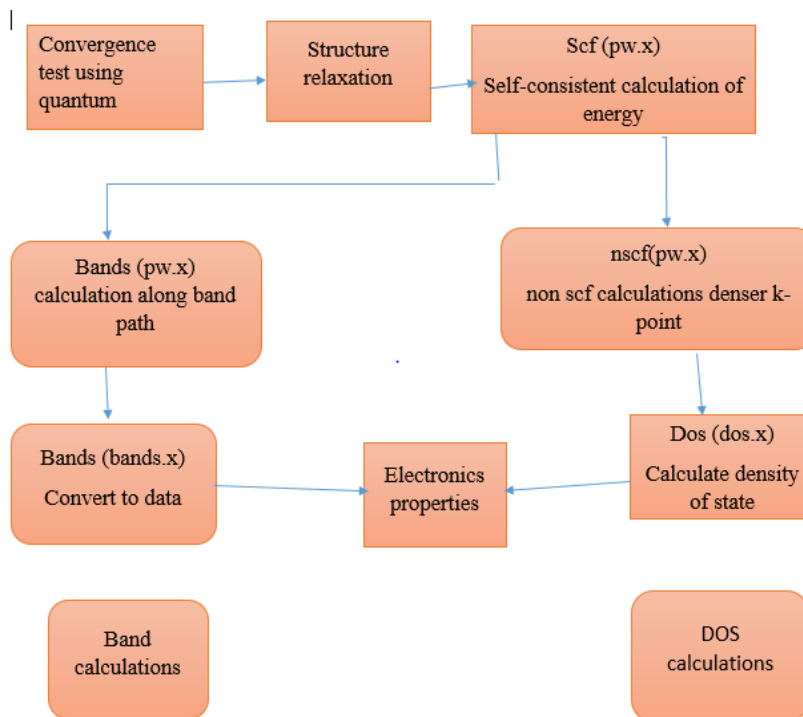 Convergence
test using
quantum
Structure
relaxation
Scf (pw.x)
Self-consistent calculation of
energy
Bands (pw.x)
calculation along band
path
nscf(pw.x)
non scf calculations denser k-
point
Bands (bands.x)
Convert to data
Electronics
properties
Dos (dos.x)
Calculate density
of state
Band
calculations
DOS
calculations